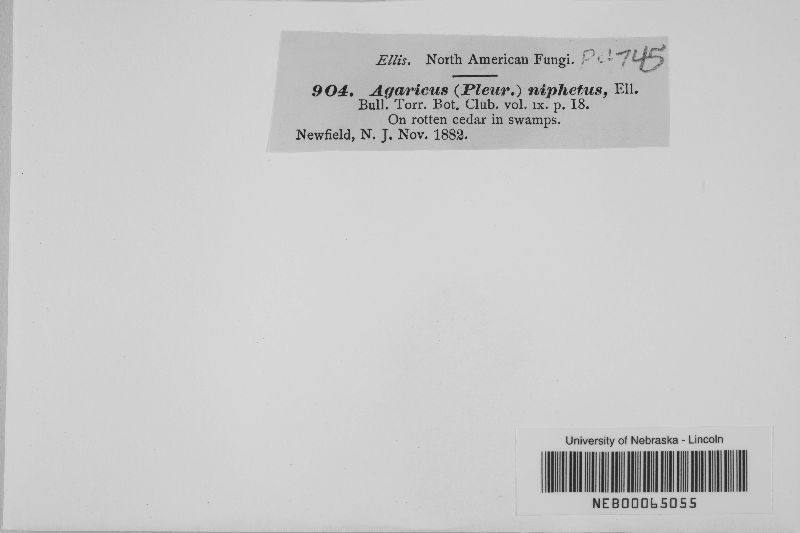 Ellis. North American Fungi. 745
904. Agaricus (Pleur.) niphetus, Ell.
Bull. Torr. Bot. Club. vol. ix. p. 18.
On rotten cedar in swamps.
Newfield, N. J. Nov. 1882.
University of Nebraska - Lincoln
NEB00065055